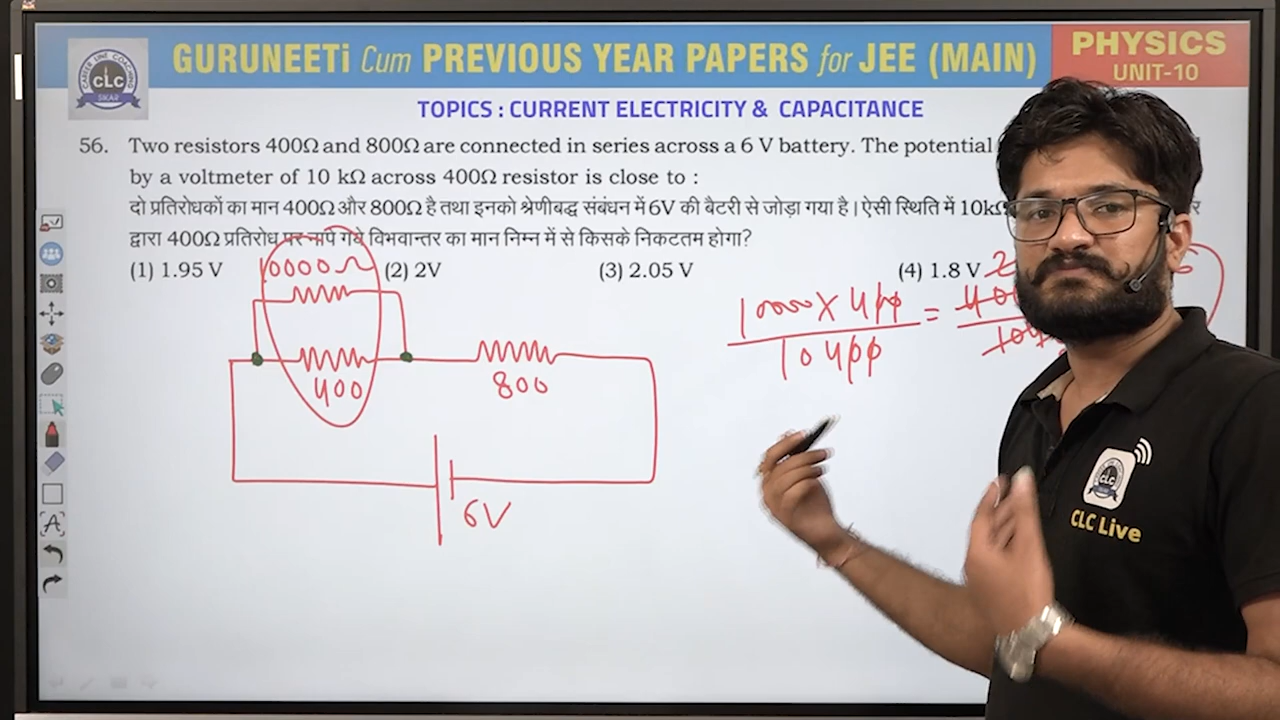 GURUNEETi Cum PREVIOUS YEAR PAPERS for JEE (MAIN)
PHYSICS
UNIT-10
CLC
SIKAR
TOPICS : CURRENT ELECTRICITY & CAPACITANCE
56. Two resistors 400Ω and 800Ω are connected in series across a 6 V battery. The potential
by a voltmeter of 10 kΩ across 400Ω resistor is close to :
दो प्रतिरोधकों का मान 400Ω और 800Ω है तथा इनको श्रेणीबद्ध संबंधन में 6V की बैटरी से जोड़ा गया है। ऐसी स्थिति में 10kΩ
द्वारा 400Ω प्रतिरोध पर नापे गये विभवान्तर का मान निम्न में से किसके निकटतम होगा?
(1) 1.95 V (2) 2V (3) 2.05 V (4) 1.8 V
10000Ω
400
800
6V
10000 × 400 =
10400
CLC Live